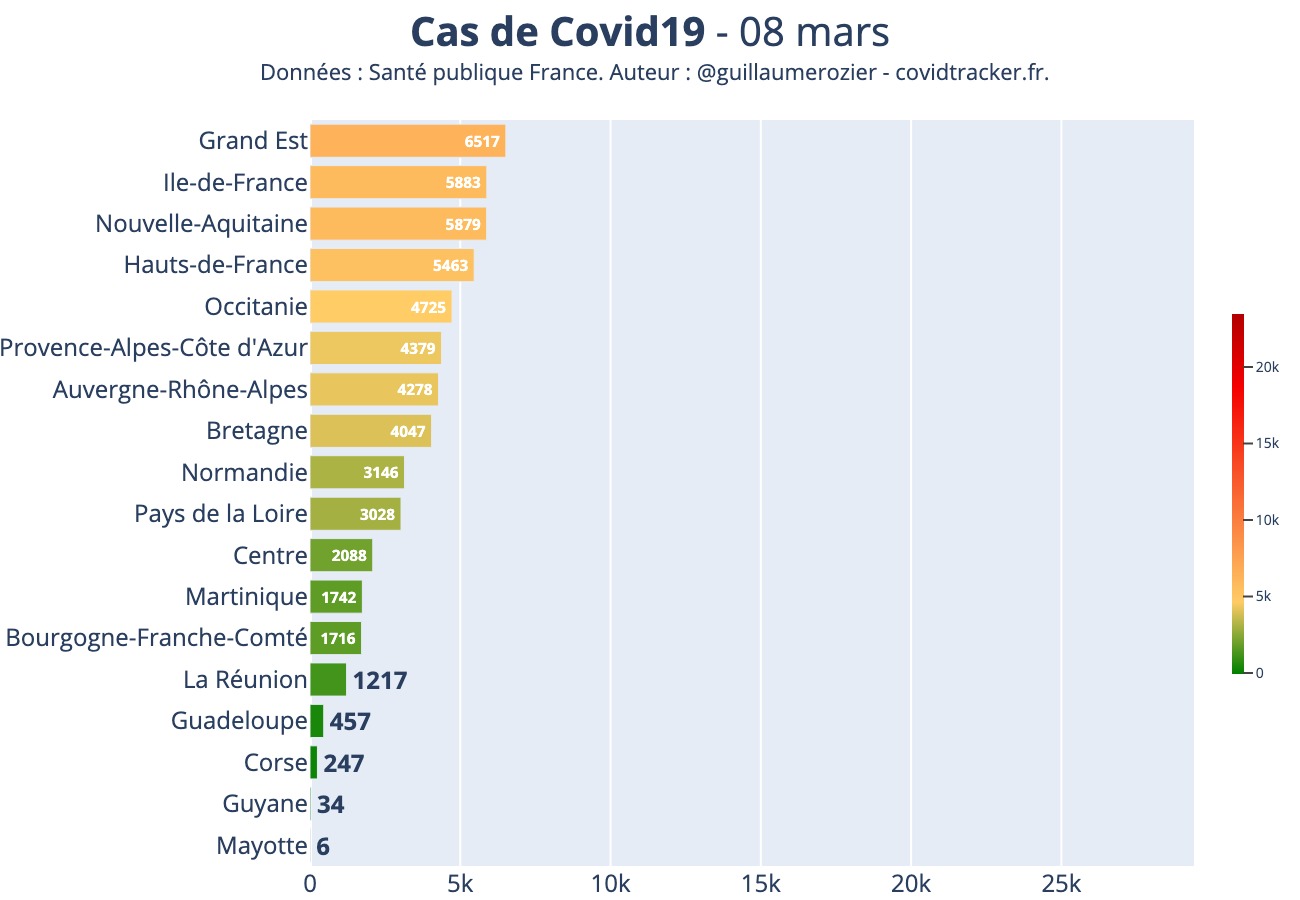 Cas de Covid19 - 08 mars
Données : Santé publique France. Auteur : @guillaumerozier - covidtracker.fr.
Grand Est 6517
Ile-de-France 5883
Nouvelle-Aquitaine 5879
Hauts-de-France 5463
Occitanie 4725
Provence-Alpes-Côte d'Azur 4379
Auvergne-Rhône-Alpes 4278
Bretagne 4047
Normandie 3146
Pays de la Loire 3028
Centre 2088
Martinique 1742
Bourgogne-Franche-Comté 1716
La Réunion 1217
Guadeloupe 457
Corse 247
Guyane 34
Mayotte 6
0 5k 10k 15k 20k 25k
20k
15k
10k
5k
0